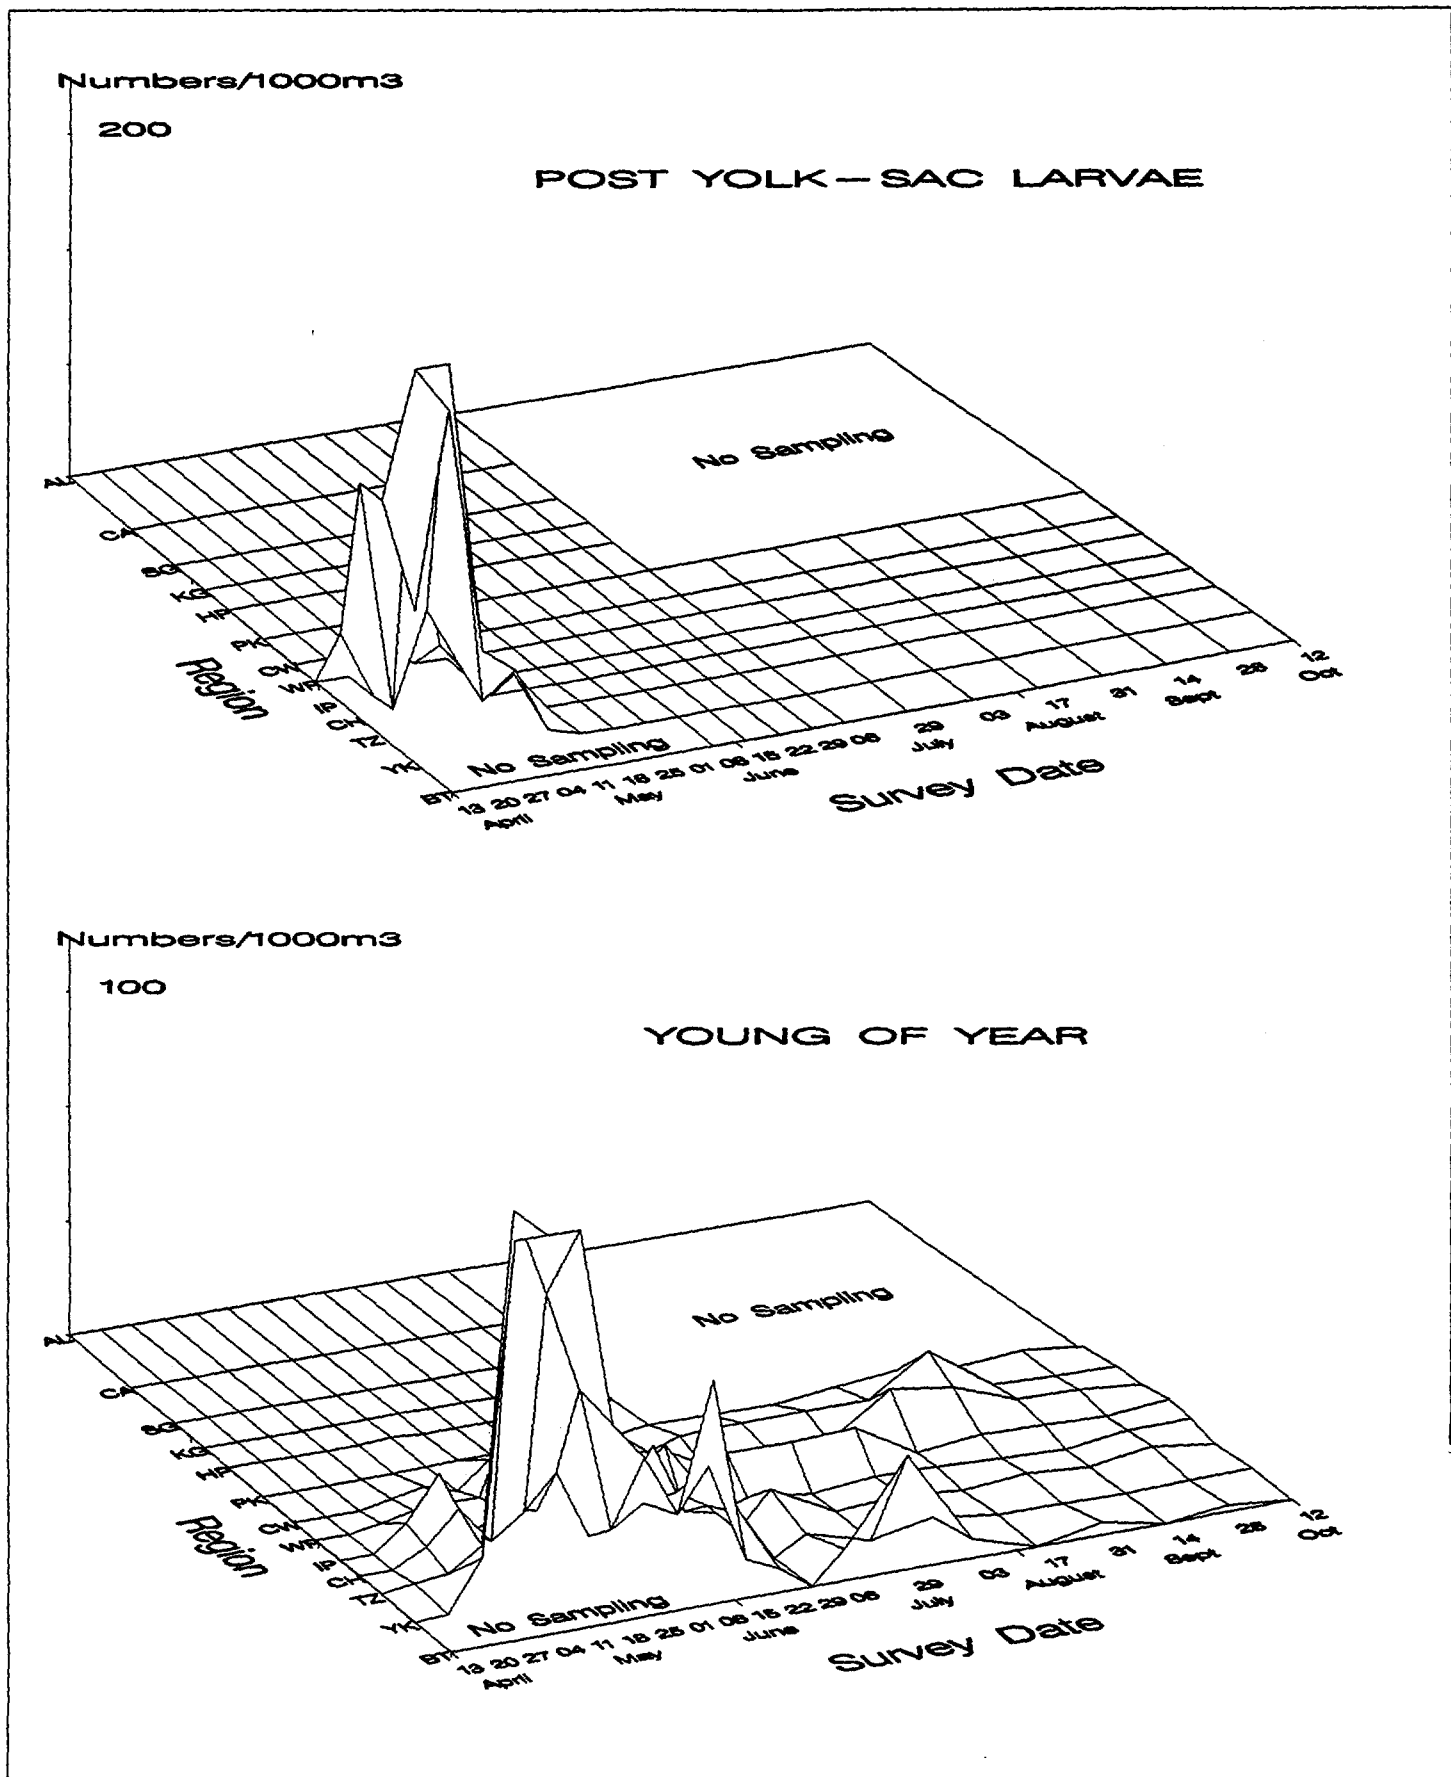 Numbers/1000m3
200
POST YOLK-SAC LARVAE
No Sampling
AL
CA
SG
KG
HP
PK
CW
WP
IP
CH
TZ
YK
BT
Region
No Sampling
13 20 27 04 11 18 25 01 08 15 22 29 06 29 03 17 31 14 28 12
April May June July August Sept Oct
Survey Date
Numbers/1000m3
100
YOUNG OF YEAR
No Sampling
AL
CA
SG
KG
HP
PK
CW
WP
IP
CH
TZ
YK
BT
Region
No Sampling
13 20 27 04 11 18 25 01 08 15 22 29 06 29 03 17 31 14 28 12
April May June July August Sept Oct
Survey Date